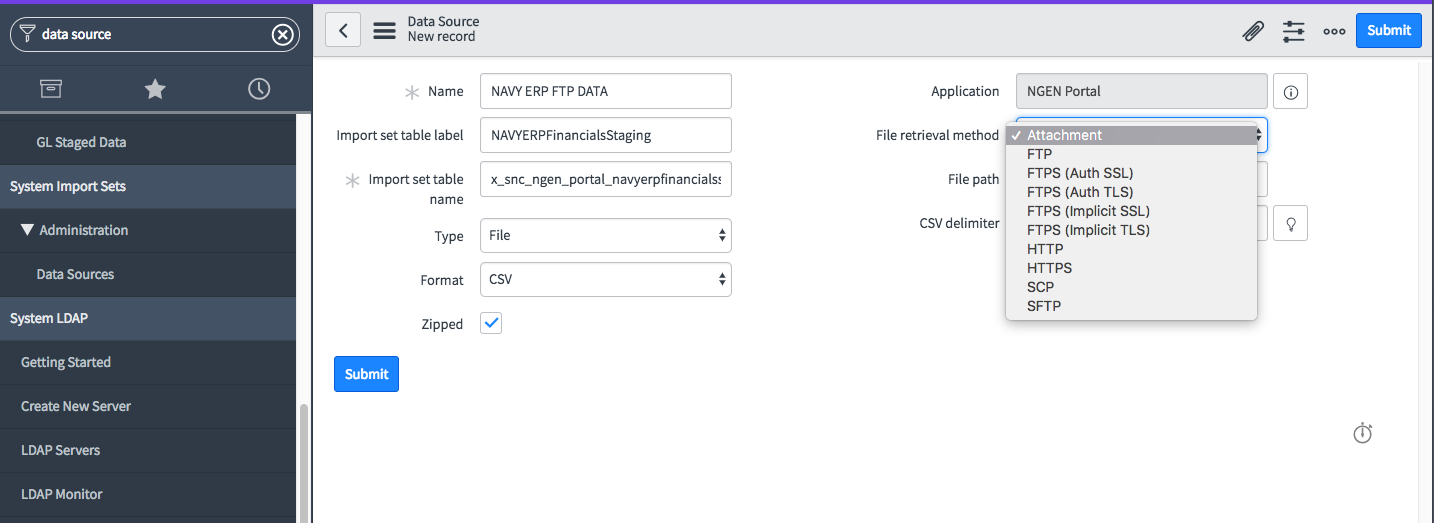 data source
GL Staged Data
System Import Sets
Administration
Data Sources
System LDAP
Getting Started
Create New Server
LDAP Servers
LDAP Monitor
Data Source
New record
Submit
Name
NAVY ERP FTP DATA
Import set table label
NAVYERPFinancialsStaging
Import set table
name
x_snc_ngen_portal_navyerpfinancialss
Type
File
Format
CSV
Zipped
Submit
Application
NGEN Portal
File retrieval method
Attachment
FTP
FTPS (Auth SSL)
FTPS (Auth TLS)
FTPS (Implicit SSL)
FTPS (Implicit TLS)
HTTP
HTTPS
SCP
SFTP
File path
CSV delimiter